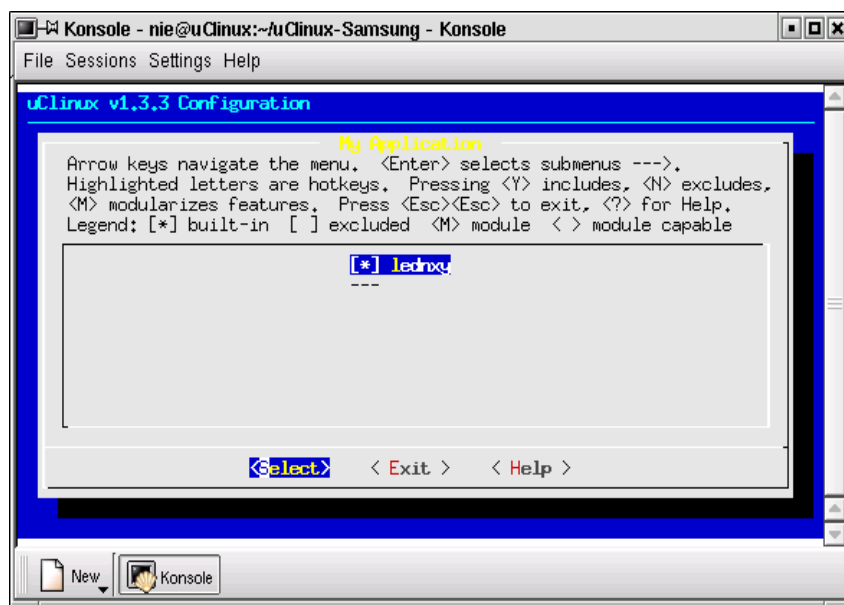 Konsole - nie@uClinux:~/uClinux-Samsung - Konsole
File Sessions Settings Help
uClinux v1.3.3 Configuration
My Application
Arrow keys navigate the menu. <Enter> selects submenus --->.
Highlighted letters are hotkeys. Pressing <Y> includes, <N> excludes,
<M> modularizes features. Press <Esc><Esc> to exit, <?> for Help.
Legend: [*] built-in [ ] excluded <M> module < > module capable
[*] lednxy
---
<Select> < Exit > < Help >
New Konsole